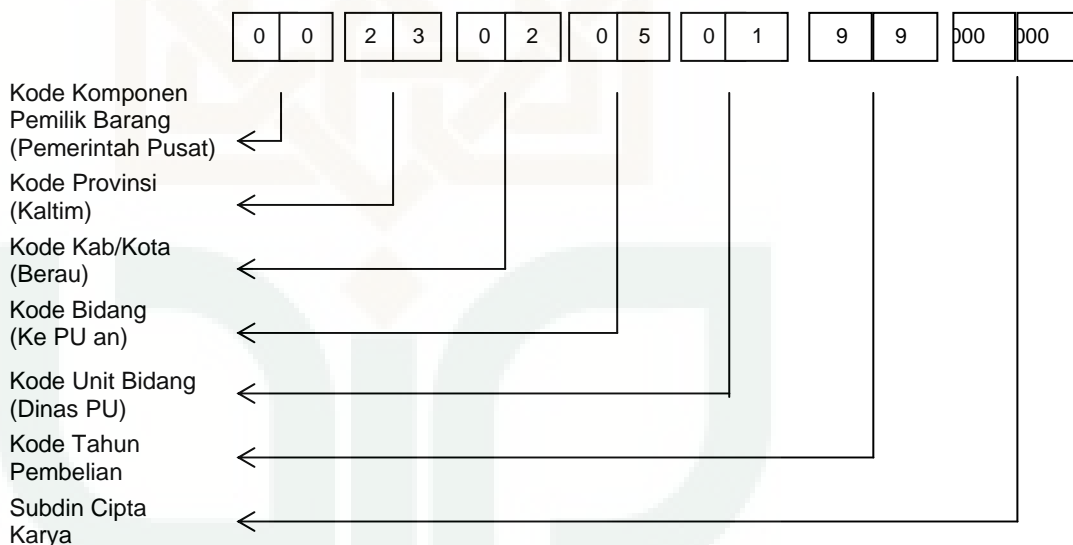 0 0 2 3 0 2 0 5 0 1 9 9 000 000
Kode Komponen
Pemilik Barang
(Pemerintah Pusat)
Kode Provinsi
(Kaltim)
Kode Kab/Kota
(Berau)
Kode Bidang
(Ke PU an)
Kode Unit Bidang
(Dinas PU)
Kode Tahun
Pembelian
Subdin Cipta
Karya